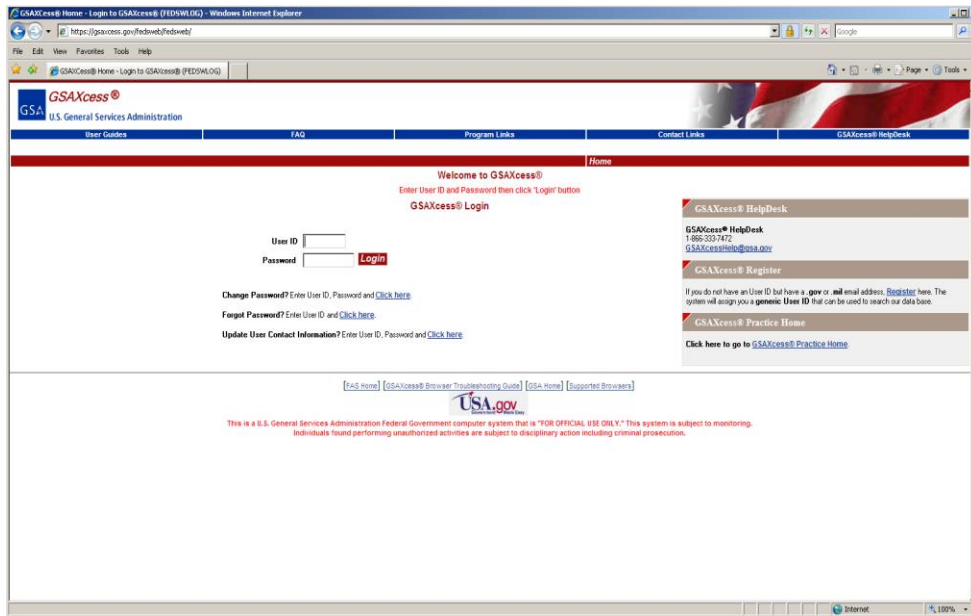 GSAXCess® Home - Login to GSAXcess® (FEDSWLOG) - Windows Internet Explorer
https://gsaxcess.gov/fedsweb/fedsweb/
Google
File Edit View Favorites Tools Help
GSAXCess® Home - Login to GSAXcess® (FEDSWLOG)
Page Tools
GSA
GSAXcess®
U.S. General Services Administration
User Guides FAQ Program Links Contact Links GSAXcess® HelpDesk
Home
Welcome to GSAXcess®
Enter User ID and Password then click 'Login' button
GSAXcess® Login
User ID
Password Login
Change Password? Enter User ID, Password and Click here.
Forgot Password? Enter User ID and Click here.
Update User Contact Information? Enter User ID, Password and Click here.
GSAXcess® HelpDesk
GSAXcess® HelpDesk
1-866-333-7472
GSAXcessHelp@gsa.gov
GSAXcess® Register
If you do not have an User ID but have a .gov or .mil email address, Register here. The
system will assign you a generic User ID that can be used to search our data base.
GSAXcess® Practice Home
Click here to go to GSAXcess® Practice Home.
[FAS Home] [GSAXcess® Browser Troubleshooting Guide] [GSA Home] [Supported Browsers]
USA.gov
Government Made Easy
This is a U.S. General Services Administration Federal Government computer system that is "FOR OFFICIAL USE ONLY." This system is subject to monitoring.
Individuals found performing unauthorized activities are subject to disciplinary action including criminal prosecution.
Internet 100%